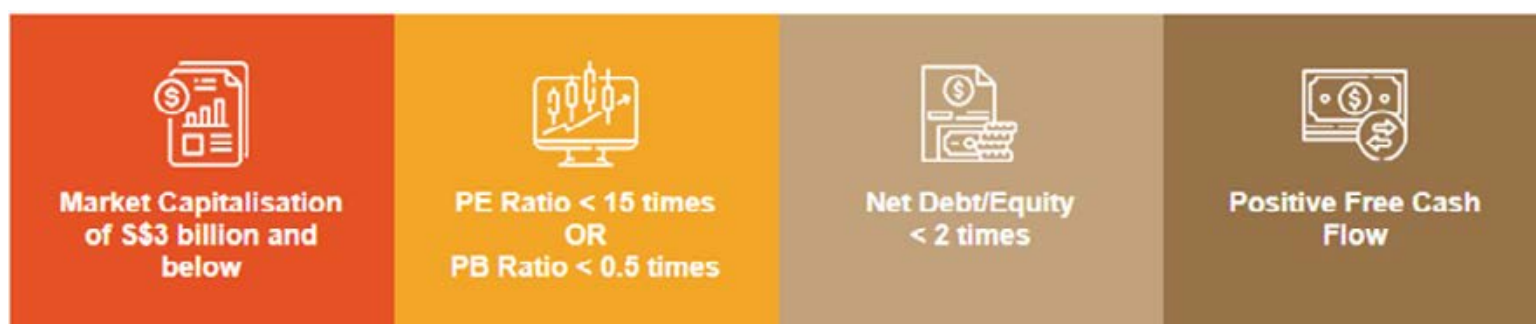 Market Capitalisation
of S$3 billion and
below
PE Ratio < 15 times
OR
PB Ratio < 0.5 times
Net Debt/Equity
< 2 times
Positive Free Cash
Flow